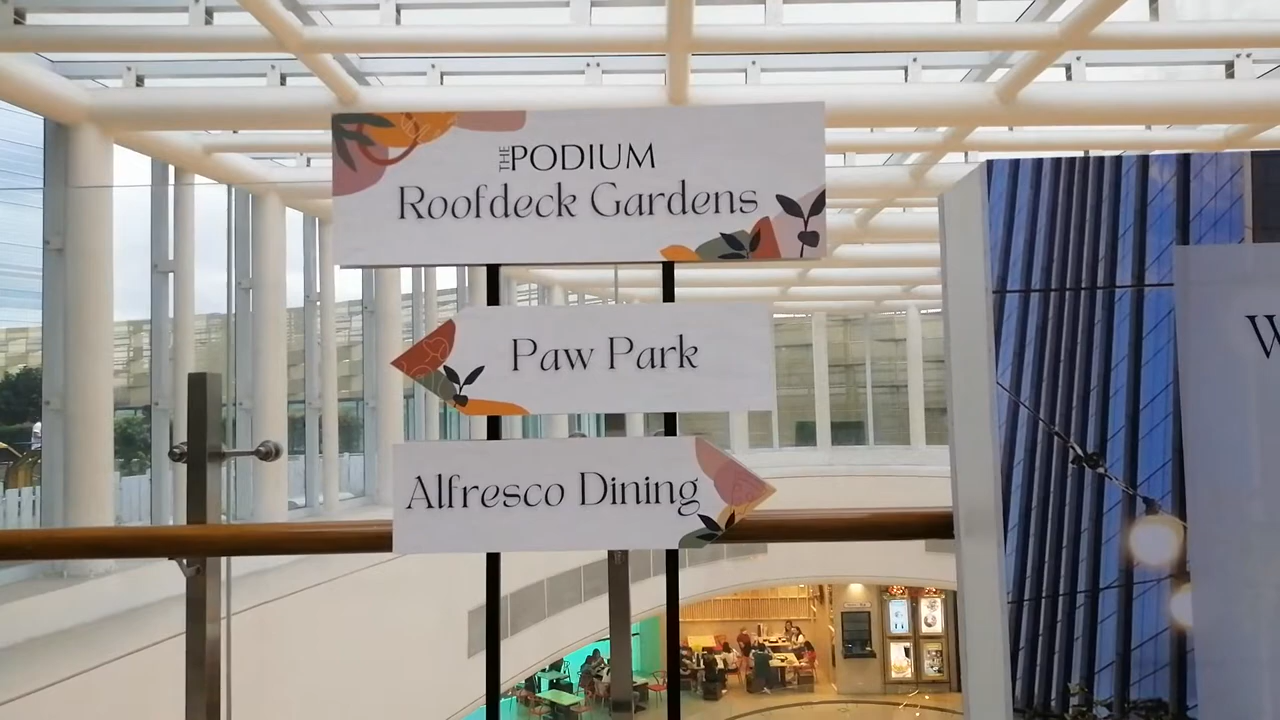 THE PODIUM
Roofdeck Gardens
Paw Park
Alfresco Dining
W